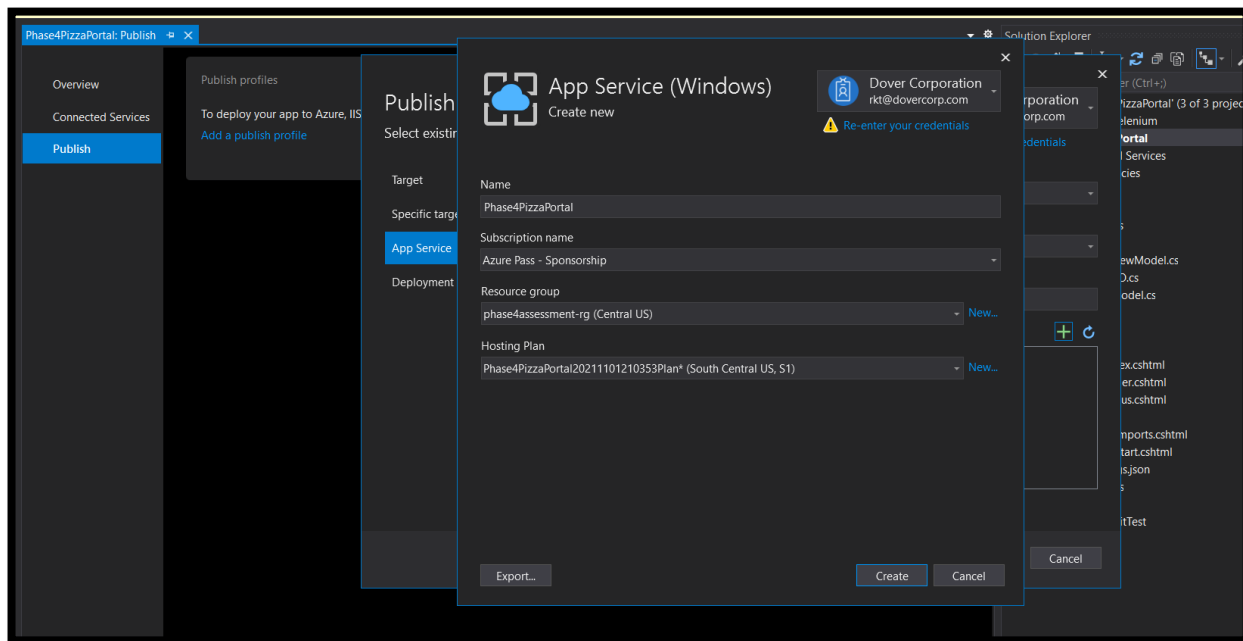 Phase4PizzaPortal: Publish
Solution Explorer
Overview
Connected Services
Publish
Publish profiles
To deploy your app to Azure, IIS
Add a publish profile
Publish
Select existin
Target
Specific targe
App Service
Deployment
App Service (Windows)
Create new
Dover Corporation
rkt@dovercorp.com
Re-enter your credentials
Name
Phase4PizzaPortal
Subscription name
Azure Pass - Sponsorship
Resource group
phase4assessment-rg (Central US)
New...
Hosting Plan
Phase4PizzaPortal20211101210353Plan* (South Central US, S1)
New...
Export...
Create
Cancel
rporation
orp.com
edentials
Cancel
er (Ctrl+;)
PizzaPortal' (3 of 3 projec
elenium
ortal
Services
cies
s
ewModel.cs
D.cs
odel.cs
ex.cshtml
er.cshtml
us.cshtml
mports.cshtml
tart.cshtml
s.json
s
itTest